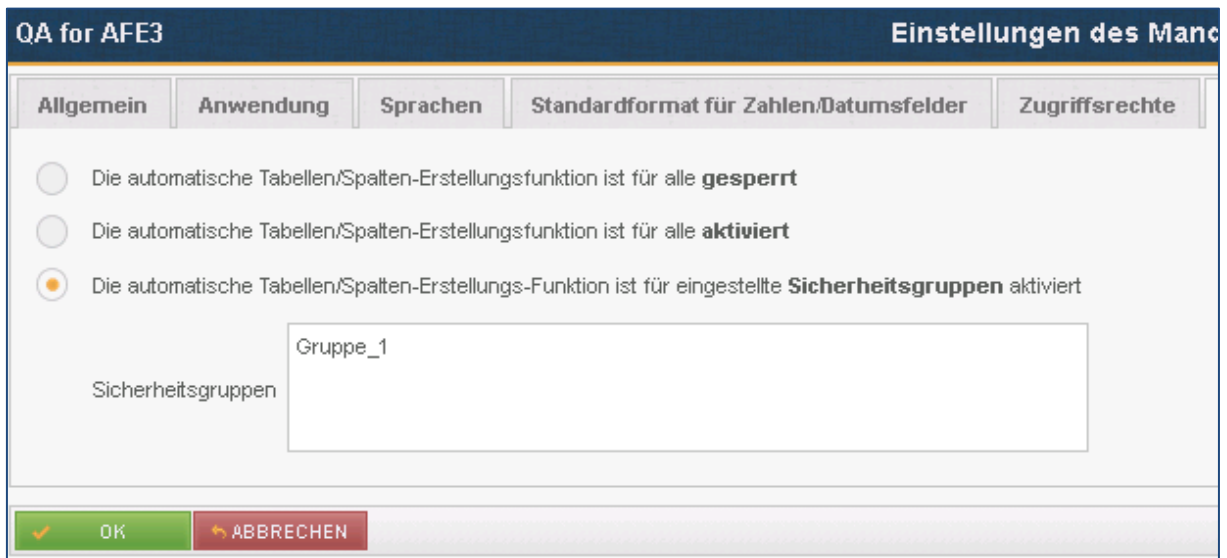 QA for AFE3
Einstellungen des Mand
Allgemein
Anwendung
Sprachen
Standardformat für Zahlen/Datumsfelder
Zugriffsrechte
Die automatische Tabellen/Spalten-Erstellungsfunktion ist für alle gesperrt
Die automatische Tabellen/Spalten-Erstellungsfunktion ist für alle aktiviert
Die automatische Tabellen/Spalten-Erstellungs-Funktion ist für eingestellte Sicherheitsgruppen aktiviert
Gruppe_1
Sicherheitsgruppen
OK
ABBRECHEN